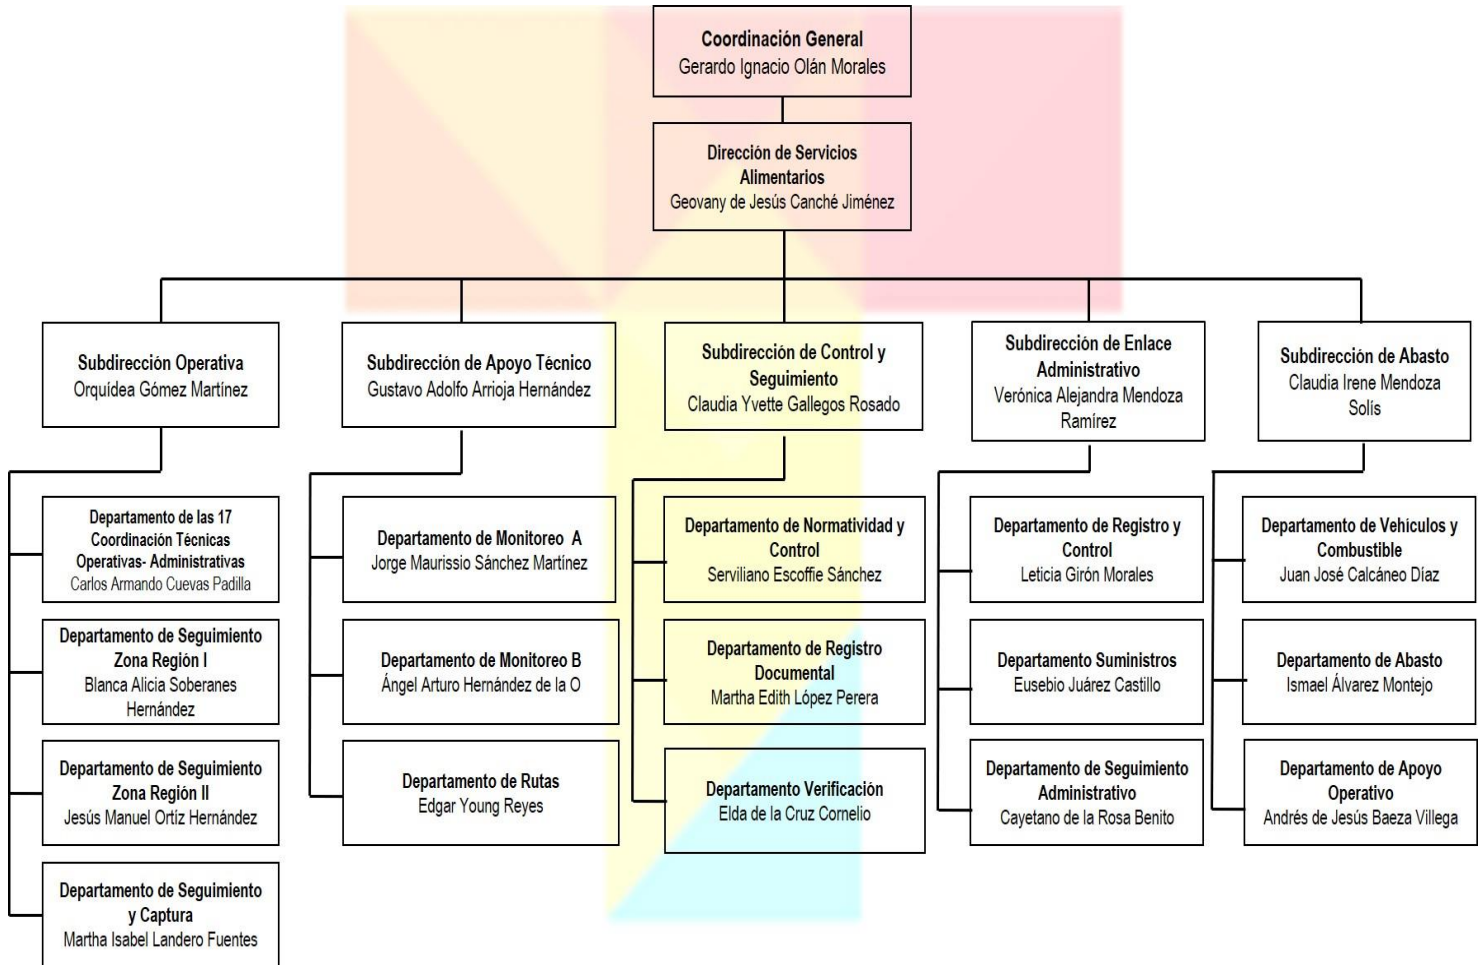 Coordinación General
Gerardo Ignacio Olán Morales
Dirección de Servicios
Alimentarios
Geovany de Jesús Canché Jiménez
Subdirección Operativa
Orquídea Gómez Martínez
Subdirección de Apoyo Técnico
Gustavo Adolfo Arrioja Hernández
Subdirección de Control y
Seguimiento
Claudia Yvette Gallegos Rosado
Subdirección de Enlace
Administrativo
Verónica Alejandra Mendoza
Ramírez
Subdirección de Abasto
Claudia Irene Mendoza
Solís
Departamento de las 17
Coordinación Técnicas
Operativas- Administrativas
Carlos Armando Cuevas Padilla
Departamento de Seguimiento
Zona Región I
Blanca Alicia Soberanes
Hernández
Departamento de Seguimiento
Zona Región II
Jesús Manuel Ortíz Hernández
Departamento de Seguimiento
y Captura
Martha Isabel Landero Fuentes
Departamento de Monitoreo A
Jorge Maurissio Sánchez Martínez
Departamento de Monitoreo B
Ángel Arturo Hernández de la O
Departamento de Rutas
Edgar Young Reyes
Departamento de Normatividad y
Control
Serviliano Escoffie Sánchez
Departamento de Registro
Documental
Martha Edith López Perera
Departamento Verificación
Elda de la Cruz Cornelio
Departamento de Registro y
Control
Leticia Girón Morales
Departamento Suministros
Eusebio Juárez Castillo
Departamento de Seguimiento
Administrativo
Cayetano de la Rosa Benito
Departamento de Vehículos y
Combustible
Juan José Calcáneo Díaz
Departamento de Abasto
Ismael Álvarez Montejo
Departamento de Apoyo
Operativo
Andrés de Jesús Baeza Villega